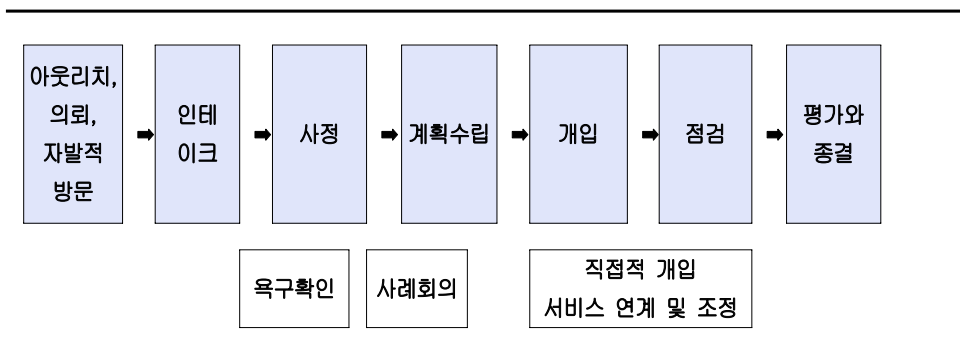 아웃리치,
의뢰,
자발적
방문
➡
인테
이크
➡
사정
➡
계획수립
➡
개입
➡
점검
➡
평가와
종결
욕구확인
사례회의
직접적 개입
서비스 연계 및 조정